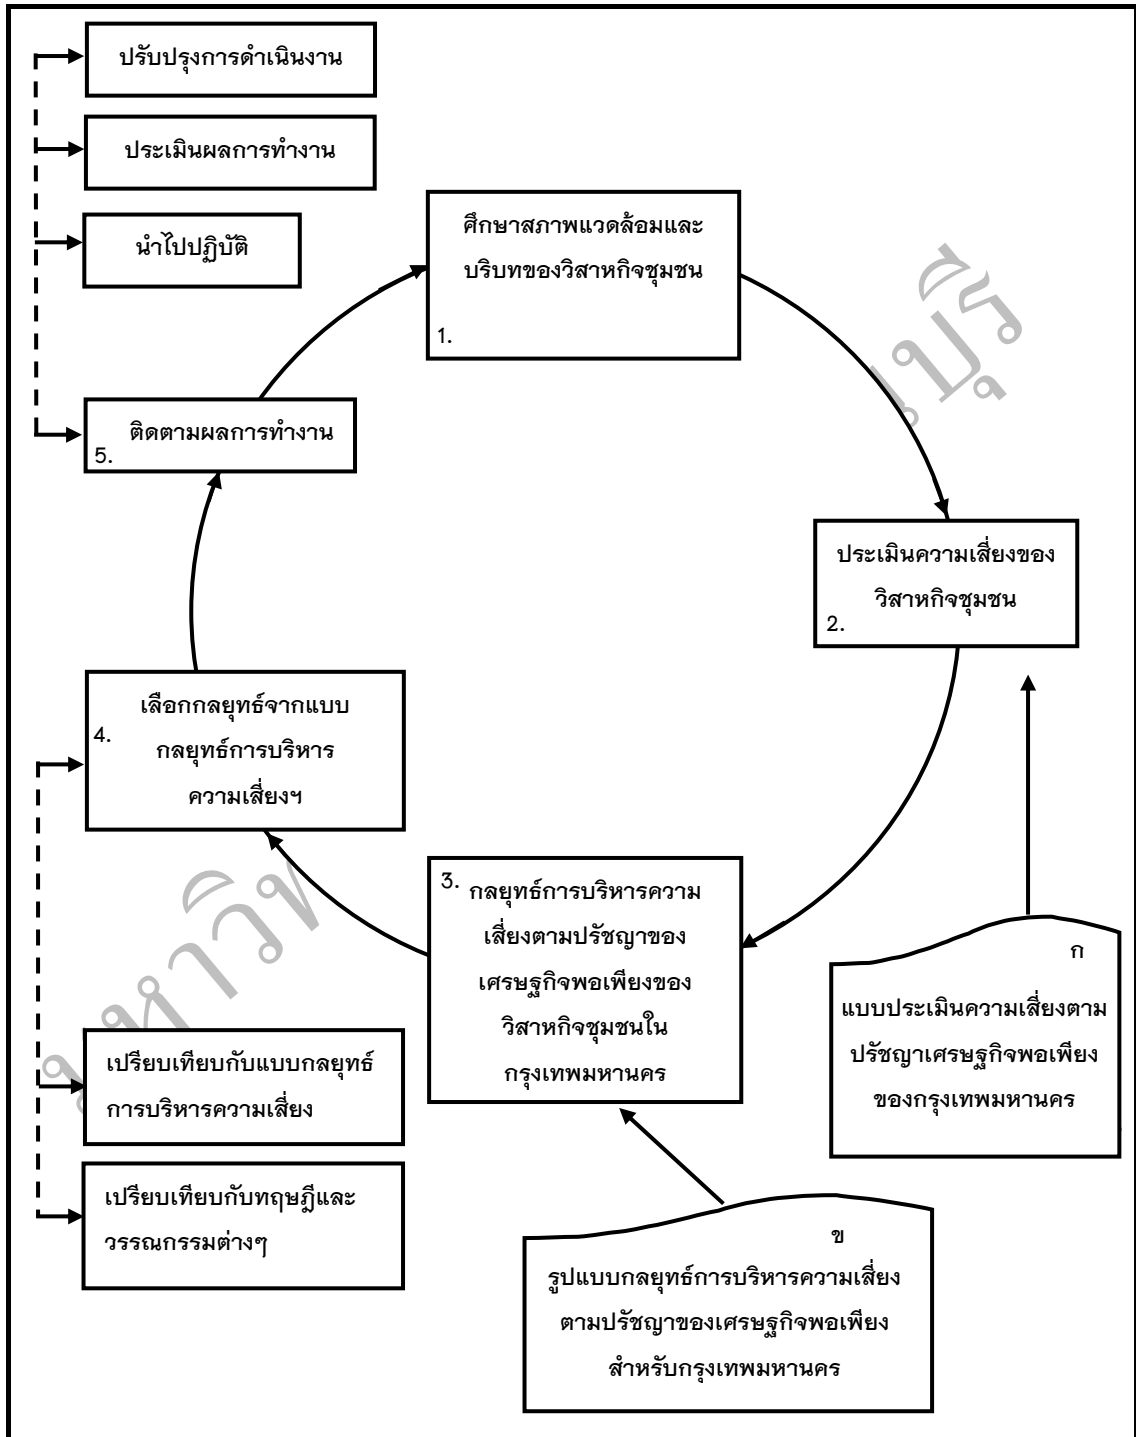 ปรับปรุงการดำเนินงาน
ประเมินผลการทำงาน
นำไปปฏิบัติ
ศึกษาสภาพแวดล้อมและ
บริบทของวิสาหกิจชุมชน
1.
ติดตามผลการทำงาน
5.
ประเมินความเสี่ยงของ
วิสาหกิจชุมชน
2.
เลือกกลยุทธ์จากแบบ
4.
กลยุทธ์การบริหาร
ความเสี่ยงฯ
3. กลยุทธ์การบริหารความ
เสี่ยงตามปรัชญาของ
เศรษฐกิจพอเพียงของ
วิสาหกิจชุมชนใน
กรุงเทพมหานคร
ก
แบบประเมินความเสี่ยงตาม
ปรัชญาเศรษฐกิจพอเพียง
ของกรุงเทพมหานคร
เปรียบเทียบกับแบบกลยุทธ์
การบริหารความเสี่ยง
เปรียบเทียบกับทฤษฎีและ
วรรณกรรมต่างๆ
ข
รูปแบบกลยุทธ์การบริหารความเสี่ยง
ตามปรัชญาของเศรษฐกิจพอเพียง
สำหรับกรุงเทพมหานคร